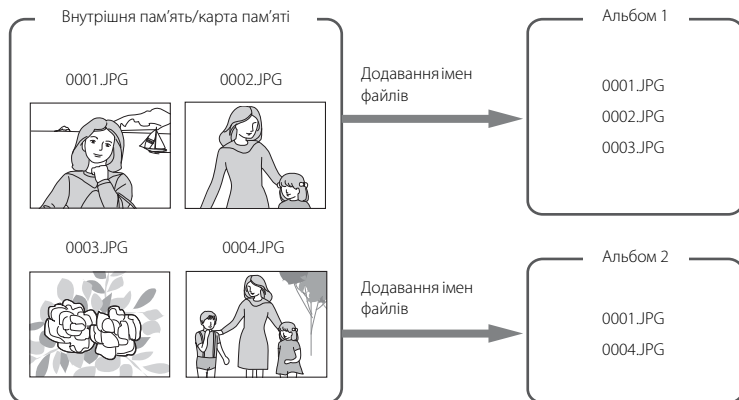 Внутрішня пам'ять/карта пам'яті
0001.JPG
0002.JPG
0003.JPG
0004.JPG
Додавання імен
файлів
Альбом 1
0001.JPG
0002.JPG
0003.JPG
Додавання імен
файлів
Альбом 2
0001.JPG
0004.JPG